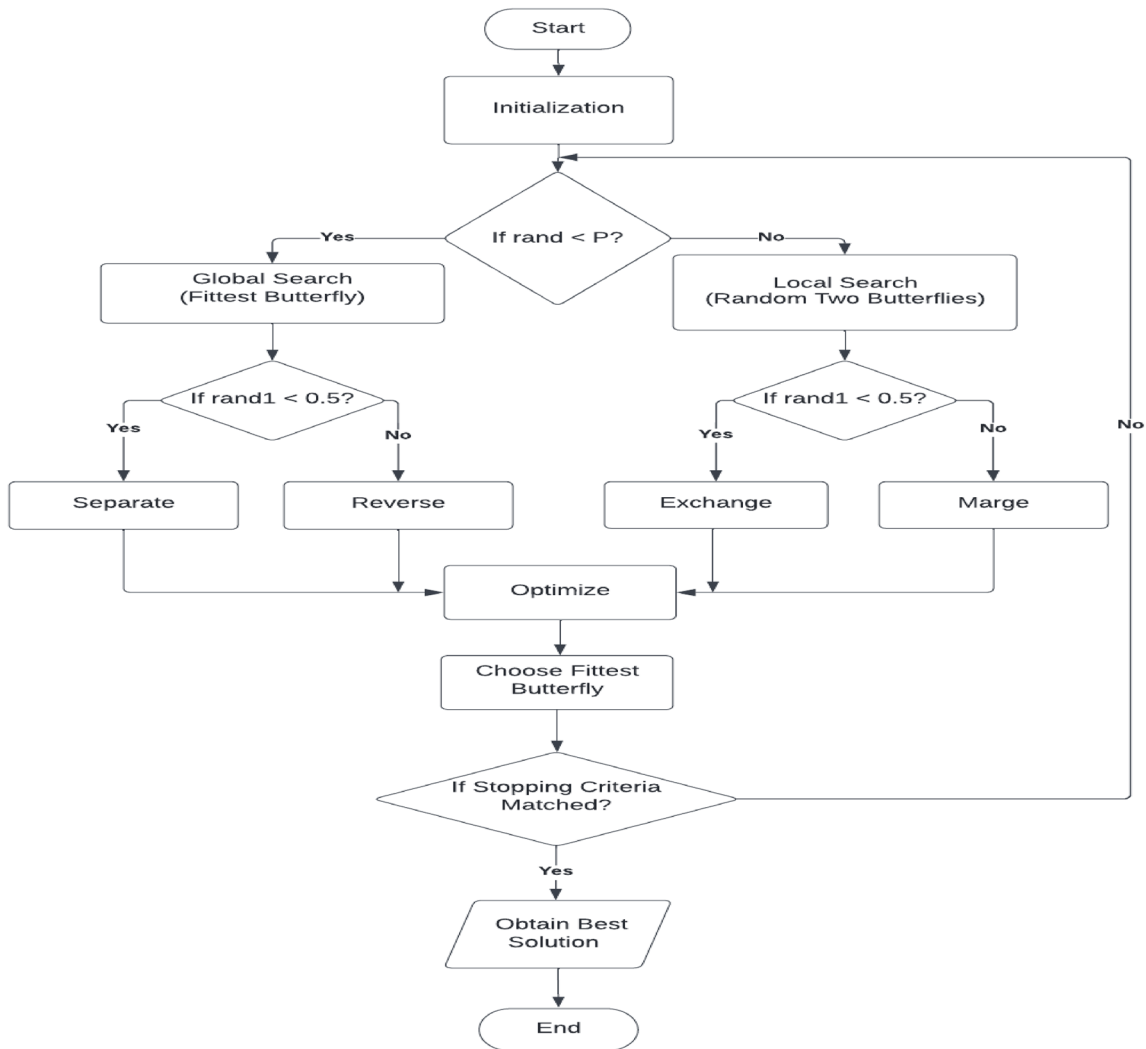 Start
Initialization
If rand < P?
Yes
No
Global Search
(Fittest Butterfly)
Local Search
(Random Two Butterflies)
If rand1 < 0.5?
If rand1 < 0.5?
Yes
No
Yes
No
No
Separate
Reverse
Exchange
Marge
Optimize
Choose Fittest
Butterfly
If Stopping Criteria
Matched?
Yes
Obtain Best
Solution
End